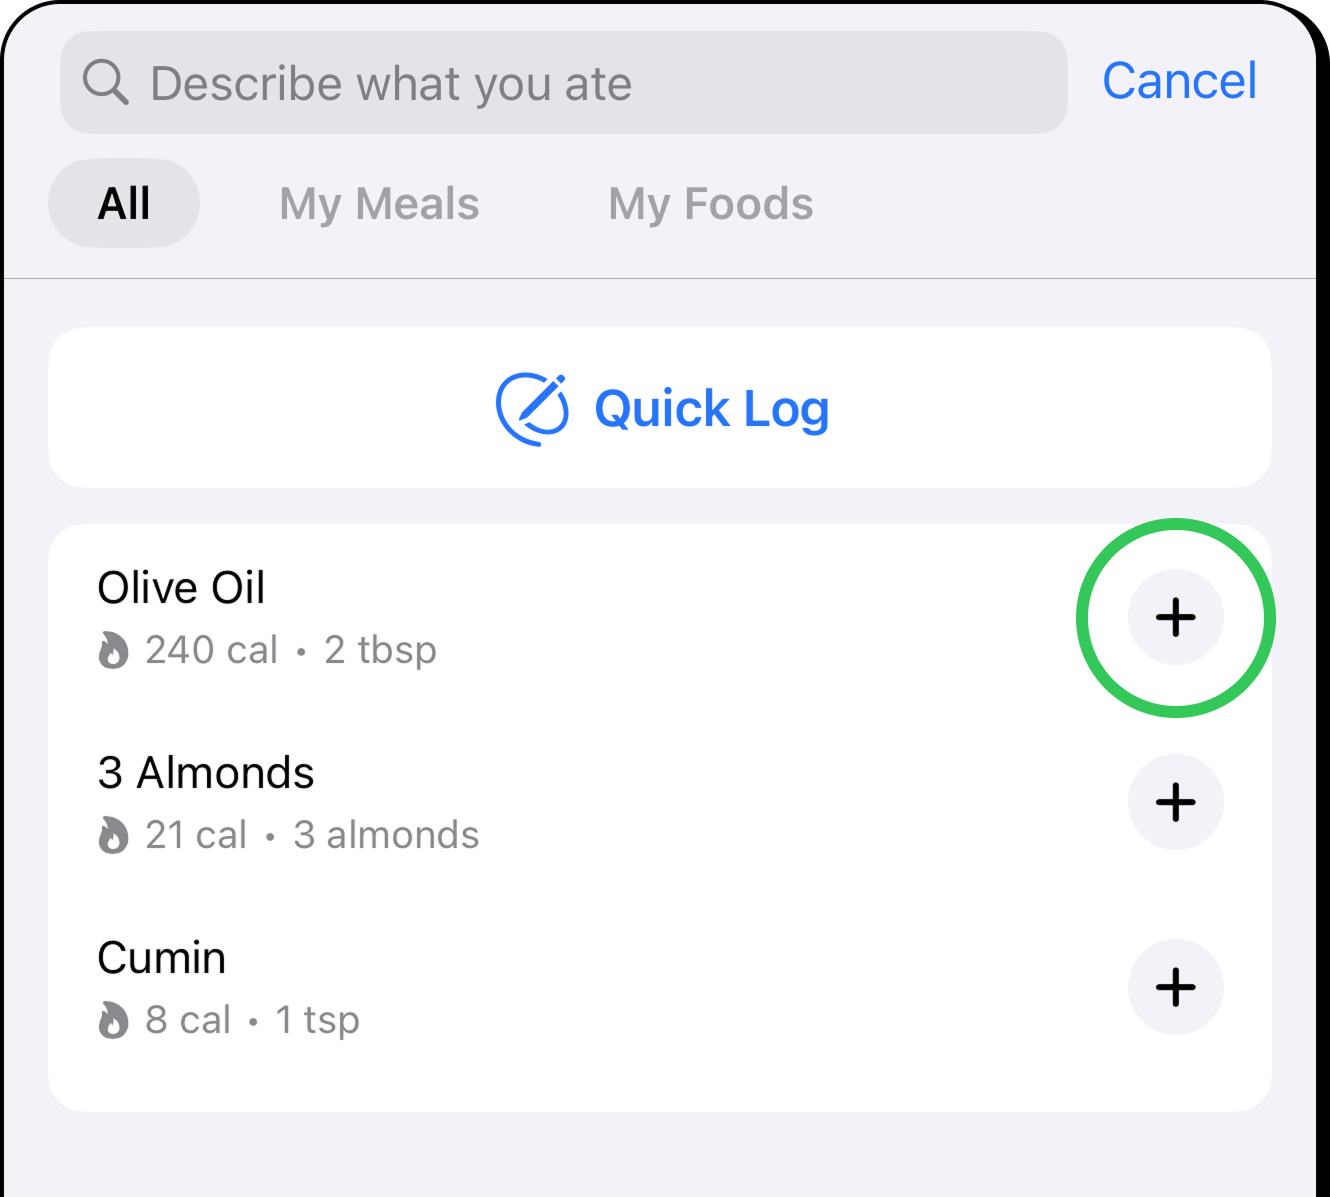 Describe what you ate
Cancel
All
My Meals
My Foods
Quick Log
Olive Oil
240 cal • 2 tbsp
3 Almonds
21 cal • 3 almonds
Cumin
8 cal • 1 tsp